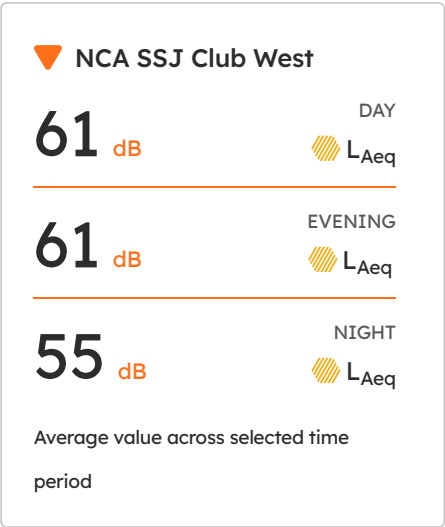 NCA SSJ Club West
DAY
61 dB LAeq
EVENING
61 dB LAeq
NIGHT
55 dB LAeq
Average value across selected time
period